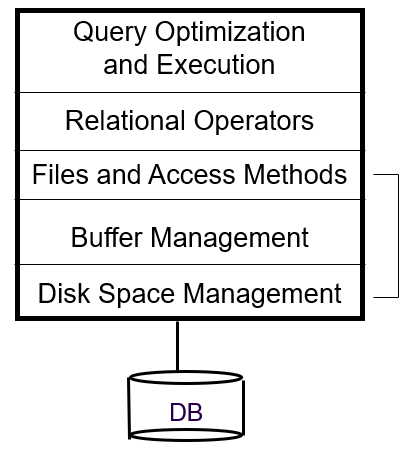 Query Optimization
and Execution
Relational Operators
Files and Access Methods
Buffer Management
Disk Space Management
DB